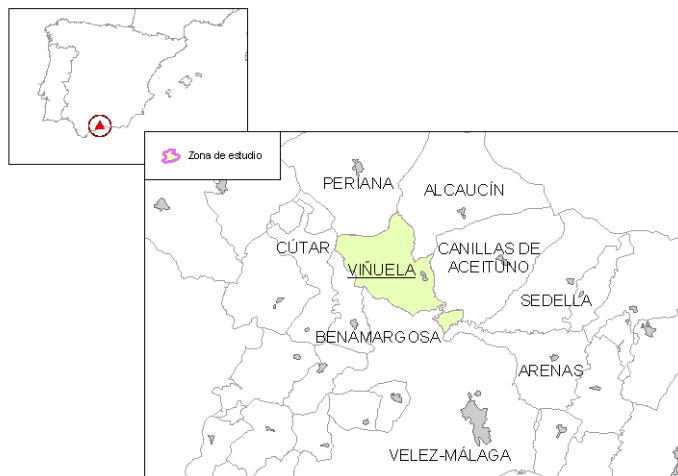 Zona de estudio
PERIANA
ALCAUCÍN
CÚTAR
CANILLAS DE
ACEITUNO
VIÑUELA
SEDELLA
BENAMARGOSA
ARENAS
VELEZ-MÁLAGA